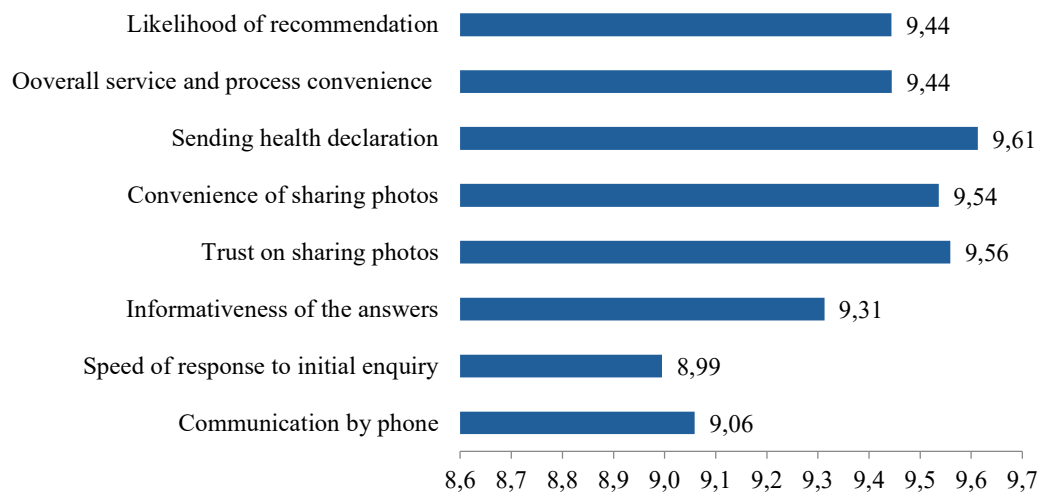 Likelihood of recommendation 9,44
Ooverall service and process convenience 9,44
Sending health declaration 9,61
Convenience of sharing photos 9,54
Trust on sharing photos 9,56
Informativeness of the answers 9,31
Speed of response to initial enquiry 8,99
Communication by phone 9,06
8,6 8,7 8,8 8,9 9,0 9,1 9,2 9,3 9,4 9,5 9,6 9,7